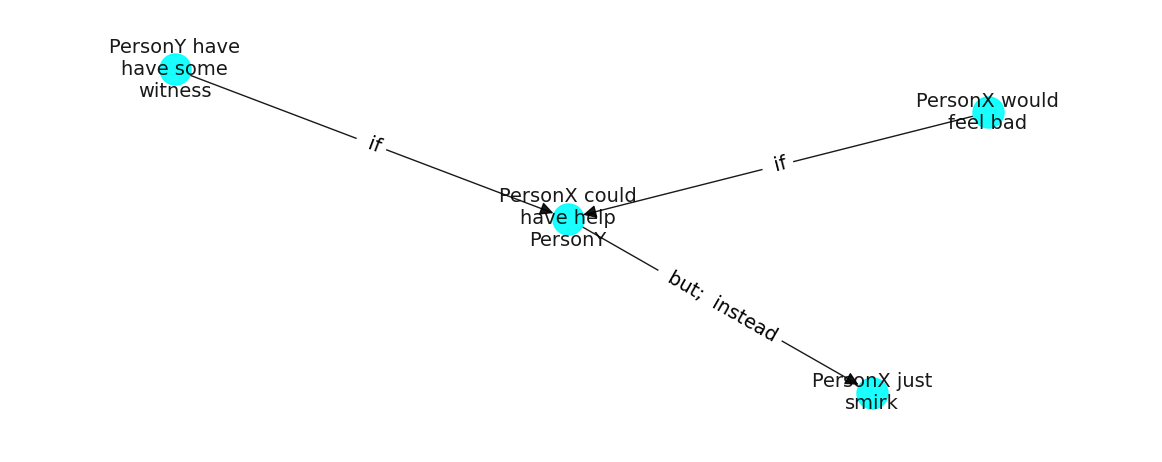 PersonY have
have some
witness
PersonX would
feel bad
if
if
PersonX could
have help
PersonY
but;  instead
PersonX just
smirk